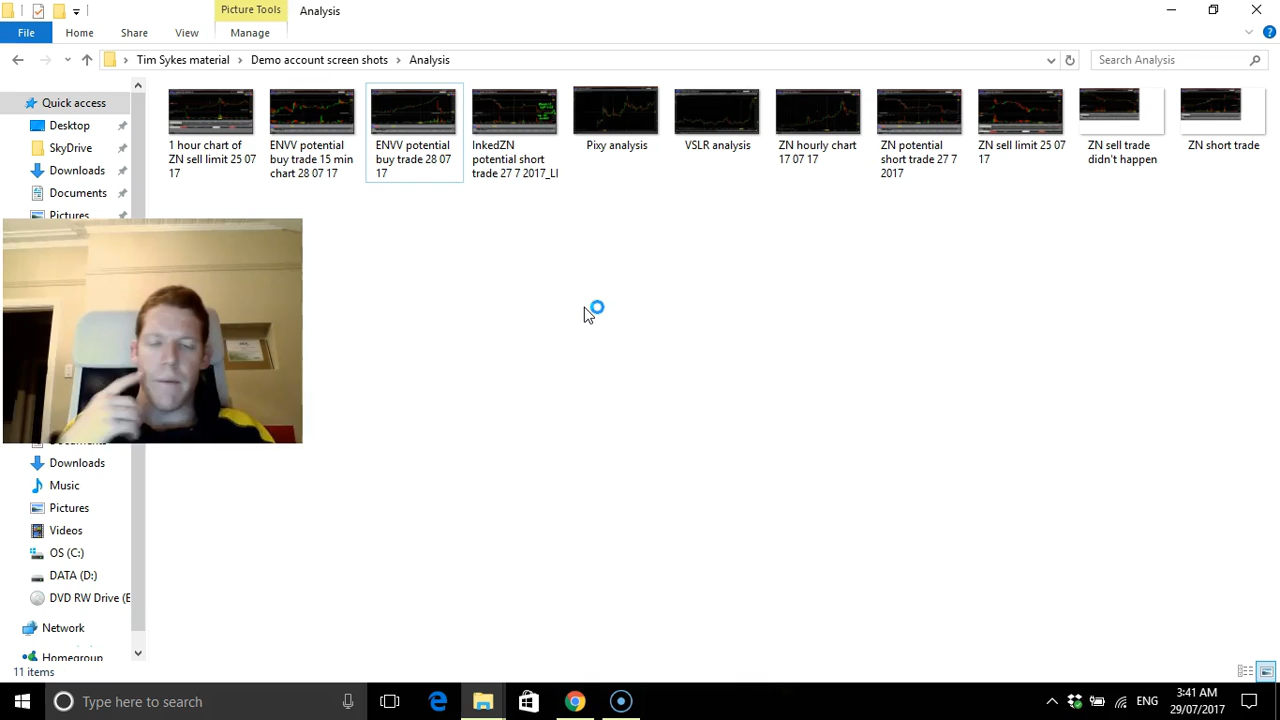 Picture Tools
Analysis
File
Home
Share
View
Manage
Tim Sykes material
Demo account screen shots
Analysis
Search Analysis
Quick access
Desktop
SkyDrive
Downloads
Documents
Pictures
Downloads
Music
Pictures
Videos
OS (C:)
DATA (D:)
DVD RW Drive (E
Network
Homegroup
1 hour chart of
ZN sell limit 25 07
17
ENVV potential
buy trade 15 min
chart 28 07 17
ENVV potential
buy trade 28 07
17
InkedZN
potential short
trade 27 7 2017_LI
Pixy analysis
VSLR analysis
ZN hourly chart
17 07 17
ZN potential
short trade 27 7
2017
ZN sell limit 25 07
17
ZN sell trade
didn't happen
ZN short trade
11 items
Type here to search
ENG
3:41 AM
29/07/2017